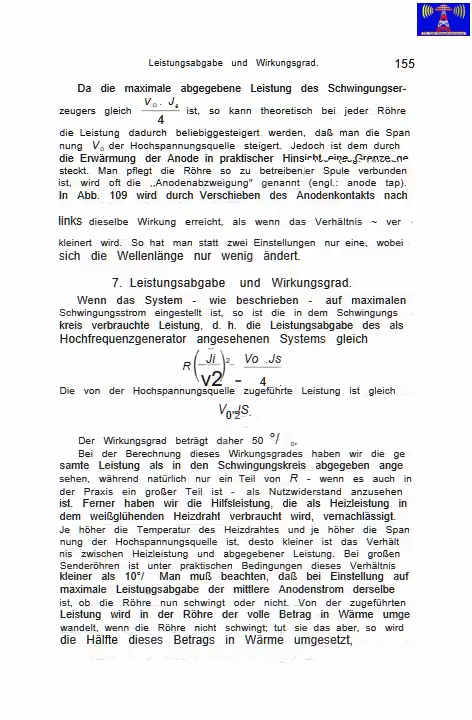 Leistungsabgabe und Wirkungsgrad. 155
Da die maximale abgegebene Leistung des Schwingungser-
zeugers gleich V₀ . Jₛ / 4 ist, so kann theoretisch bei jeder Röhre
die Leistung dadurch beliebiggesteigert werden, daß man die Span
nung V₀ der Hochspannungsquelle steigert. Jedoch ist dem durch
die Erwärmung der Anode in praktischer Hinsicht eine Grenze ge
steckt. Man pflegt die Röhre so zu betreiben,
der Spule verbunden
ist, wird oft die ,,Anodenabzweigung" genannt (engl.: anode tap).
In Abb. 109 wird durch Verschieben des Anodenkontakts nach
links dieselbe Wirkung erreicht, als wenn das Verhältnis ~ ver
kleinert wird. So hat man statt zwei Einstellungen nur eine, wobei
sich die Wellenlänge nur wenig ändert.
7. Leistungsabgabe und Wirkungsgrad.
Wenn das System - wie beschrieben - auf maximalen
Schwingungsstrom eingestellt ist, so ist die in dem Schwingungs
kreis verbrauchte Leistung, d. h. die Leistungsabgabe des als
Hochfrequenzgenerator angesehenen Systems gleich
R (Ji / v2)² – Vo .Js / 4 .
Die von der Hochspannungsquelle zugeführte Leistung ist gleich
V₀ JS.
Der Wirkungsgrad beträgt daher 50 °/ ₀.
Bei der Berechnung dieses Wirkungsgrades haben wir die ge
samte Leistung als in den Schwingungskreis abgegeben ange
sehen, während natürlich nur ein Teil von R - wenn es auch in
der Praxis ein großer Teil ist - als Nutzwiderstand anzusehen
ist. Ferner haben wir die Hilfsleistung, die als Heizleistung in
dem weißglühenden Heizdraht verbraucht wird, vernachlässigt.
Je höher die Temperatur des Heizdrahtes und je höher die Span
nung der Hochspannungsquelle ist, desto kleiner ist das Verhält
nis zwischen Heizleistung und abgegebener Leistung. Bei großen
Senderöhren ist unter praktischen Bedingungen dieses Verhältnis
kleiner als 10°/ Man muß beachten, daß bei Einstellung auf
maximale Leistungsabgabe der mittlere Anodenstrom derselbe
ist, ob die Röhre nun schwingt oder nicht. Von der zugeführten
Leistung wird in der Röhre der volle Betrag in Wärme umge
wandelt, wenn die Röhre nicht schwingt; tut sie das aber, so wird
die Hälfte dieses Betrags in Wärme umgesetzt,